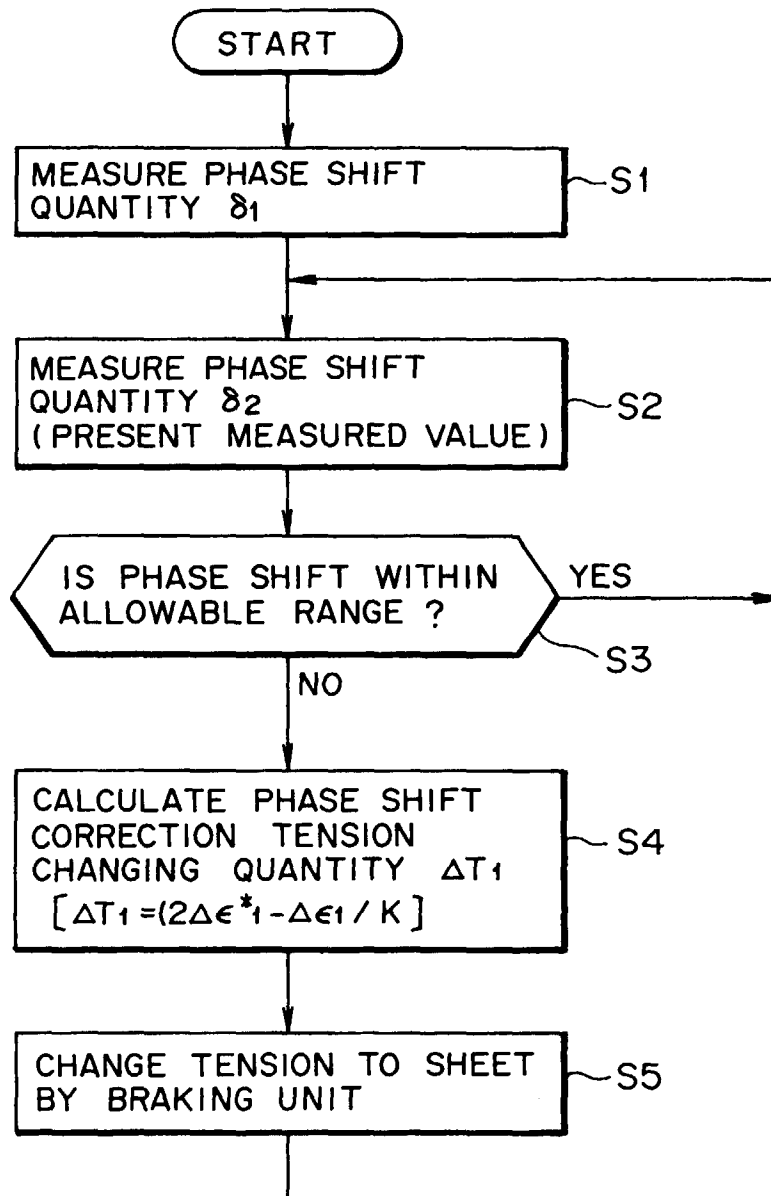 START
MEASURE PHASE SHIFT
QUANTITY δ1
S1
MEASURE PHASE SHIFT
QUANTITY δ2
(PRESENT MEASURED VALUE)
S2
IS PHASE SHIFT WITHIN
ALLOWABLE RANGE ?
YES
S3
NO
CALCULATE PHASE SHIFT
CORRECTION TENSION
CHANGING QUANTITY ΔT1
[ΔT1=(2Δϵ*1-Δϵ1/K]
S4
CHANGE TENSION TO SHEET
BY BRAKING UNIT
S5